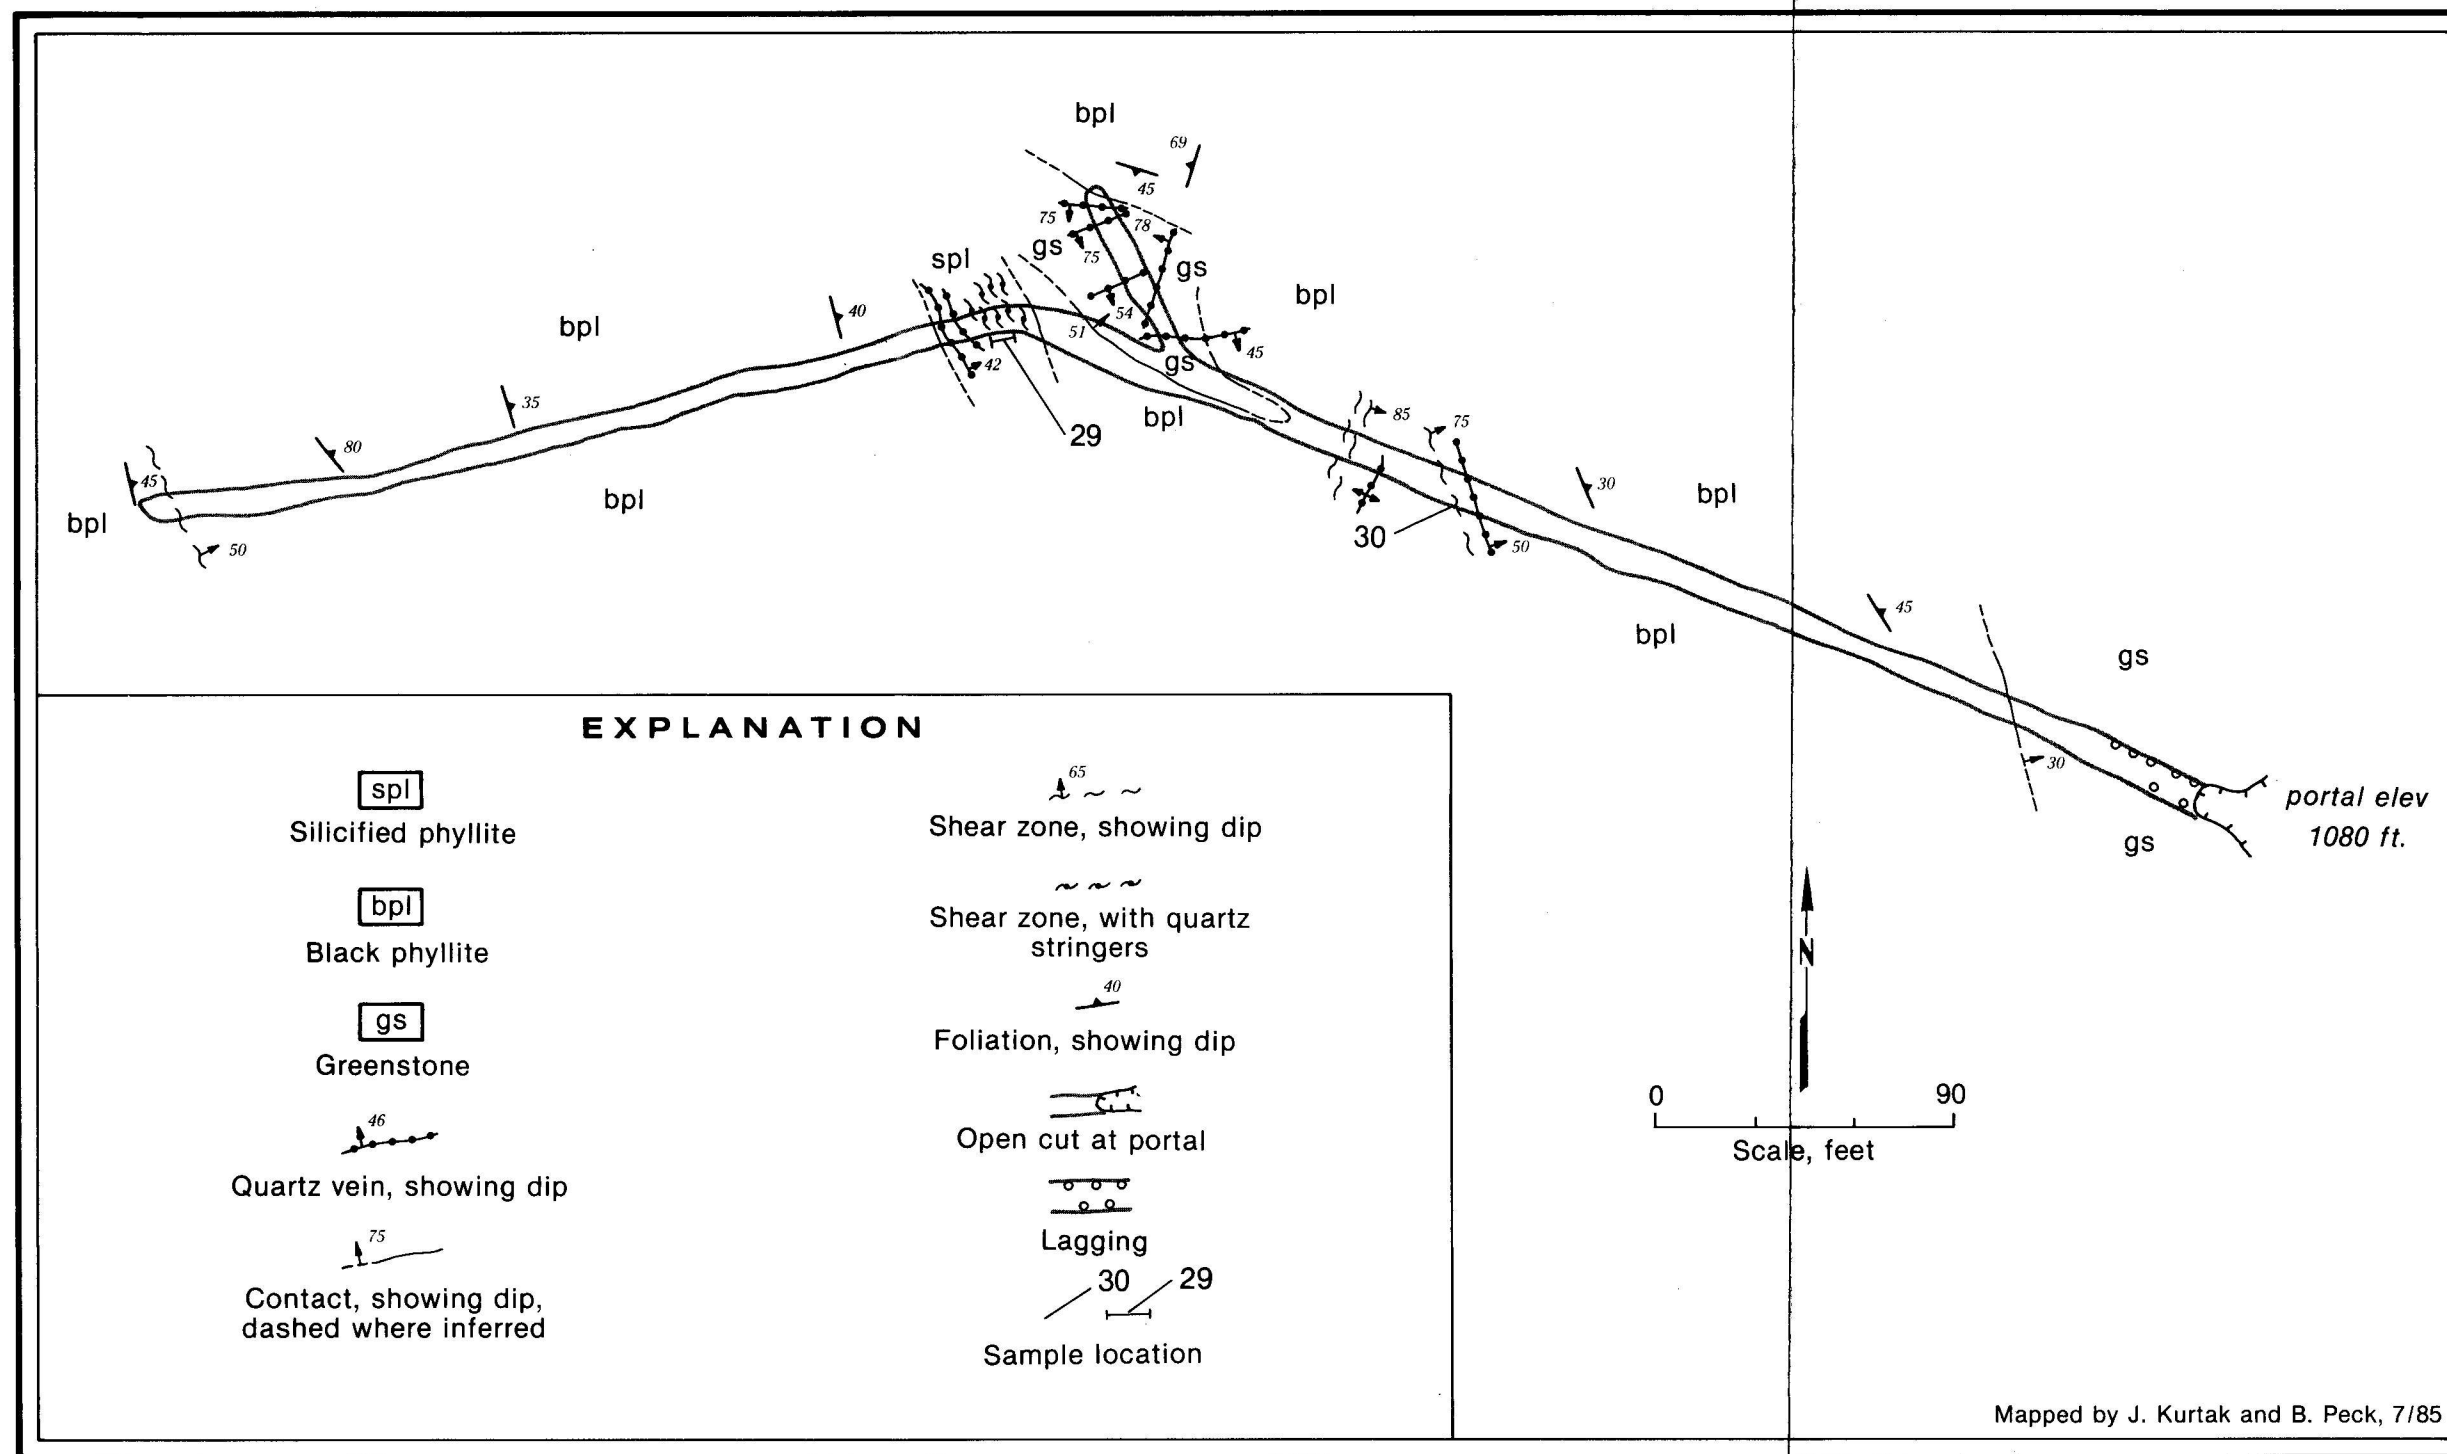 bpl
69
45
75
78
gs
75
gs
spl
bpl
40
bpl
51
54
45
gs
42
35
bpl
85
75
29
80
45
30
bpl
bpl
bpl
30
50
50
45
bpl
gs
30
portal elev
1080 ft.
gs
EXPLANATION
spl
Silicified phyllite
bpl
Black phyllite
gs
Greenstone
46
Quartz vein, showing dip
75
Contact, showing dip,
dashed where inferred
65
Shear zone, showing dip
Shear zone, with quartz
stringers
40
Foliation, showing dip
Open cut at portal
Lagging
30 29
Sample location
N
0 90
Scale, feet
Mapped by J. Kurtak and B. Peck, 7/85